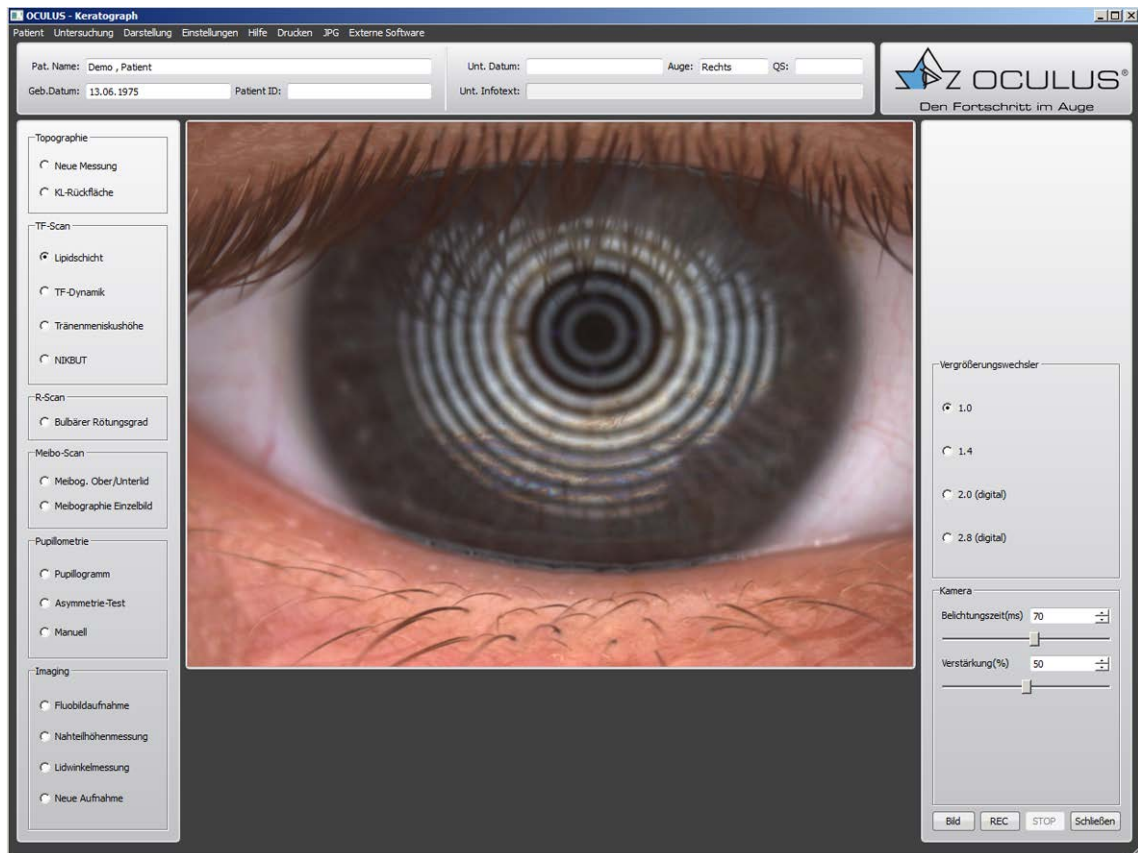 OCULUS - Keratograph
Patient Untersuchung Darstellung Einstellungen Hilfe Drucken JPG Externe Software
Pat. Name: Demo , Patient
Geb.Datum: 13.06.1975 Patient ID:
Unt. Datum: Auge: Rechts QS:
Unt. Infotext:
OCULUS®
Den Fortschritt im Auge
Topographie
Neue Messung
KL-Rückfläche
TF-Scan
Lipidschicht
TF-Dynamik
Tränenmeniskushöhe
NIKBUT
R-Scan
Bulbärer Rötungsgrad
Meibo-Scan
Meibog. Ober/Unterlid
Meibographie Einzelbild
Pupillometrie
Pupillogramm
Asymmetrie-Test
Manuell
Imaging
Fluobildaufnahme
Nahteilhöhenmessung
Lidwinkelmessung
Neue Aufnahme
Vergrößerungswechsler
1.0
1.4
2.0 (digital)
2.8 (digital)
Kamera
Belichtungszeit(ms) 70
Verstärkung(%) 50
Bild REC STOP Schließen